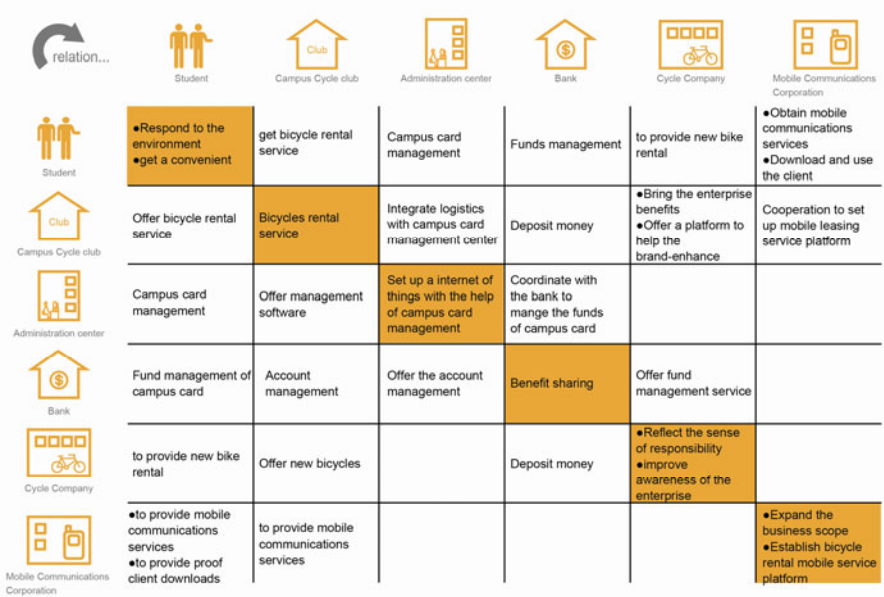 relation...
Student
Club
Campus Cycle club
Administration center
$
Bank
Cycle Company
Mobile Communications
Corporation
Student
●Respond to the
environment
●get a convenient
get bicycle rental
service
Campus card
management
Funds management
to provide new bike
rental
●Obtain mobile
communications
services
●Download and use
the client
Club
Campus Cycle club
Offer bicycle rental
service
Bicycles rental
service
Integrate logistics
with campus card
management center
Deposit money
●Bring the enterprise
benefits
●Offer a platform to
help the
brand-enhance
Cooperation to set
up mobile leasing
service platform
Administration center
Campus card
management
Offer management
software
Set up a internet of
things with the help
of campus card
management
Coordinate with
the bank to
mange the funds
of campus card
$
Bank
Fund management of
campus card
Account
management
Offer the account
management
Benefit sharing
Offer fund
management service
Cycle Company
to provide new bike
rental
Offer new bicycles
Deposit money
●Reflect the sense
of responsibility
●improve
awareness of the
enterprise
Mobile Communications
Corporation
●to provide mobile
communications
services
●to provide proof
client downloads
to provide mobile
communications
services
●Expand the
business scope
●Establish bicycle
rental mobile service
platform